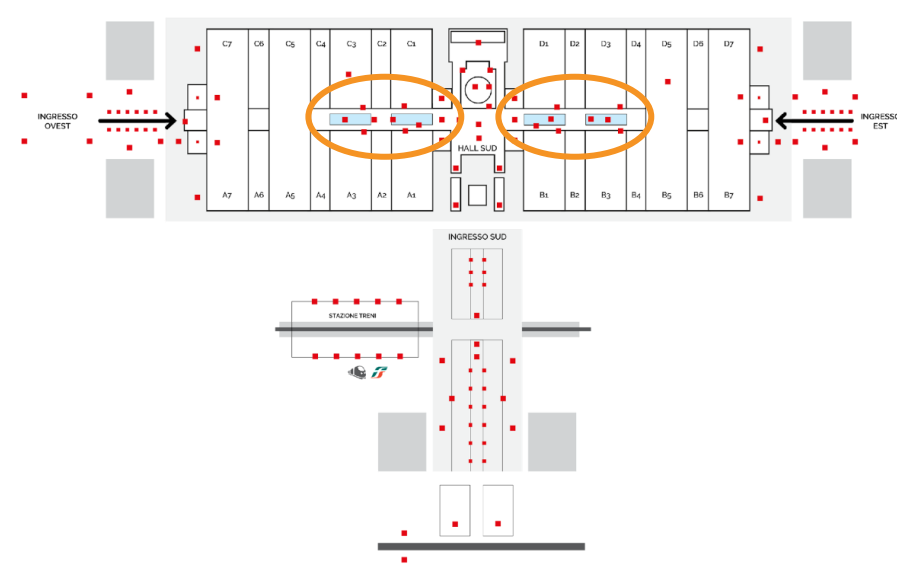 C7 C6 C5 C4 C3 C2 C1 D1 D2 D3 D4 D5 D6 D7
INGRESSO
OVEST
INGRESSO
EST
HALL SUD
A7 A6 A5 A4 A3 A2 A1 B1 B2 B3 B4 B5 B6 B7
INGRESSO SUD
STAZIONE TRENI